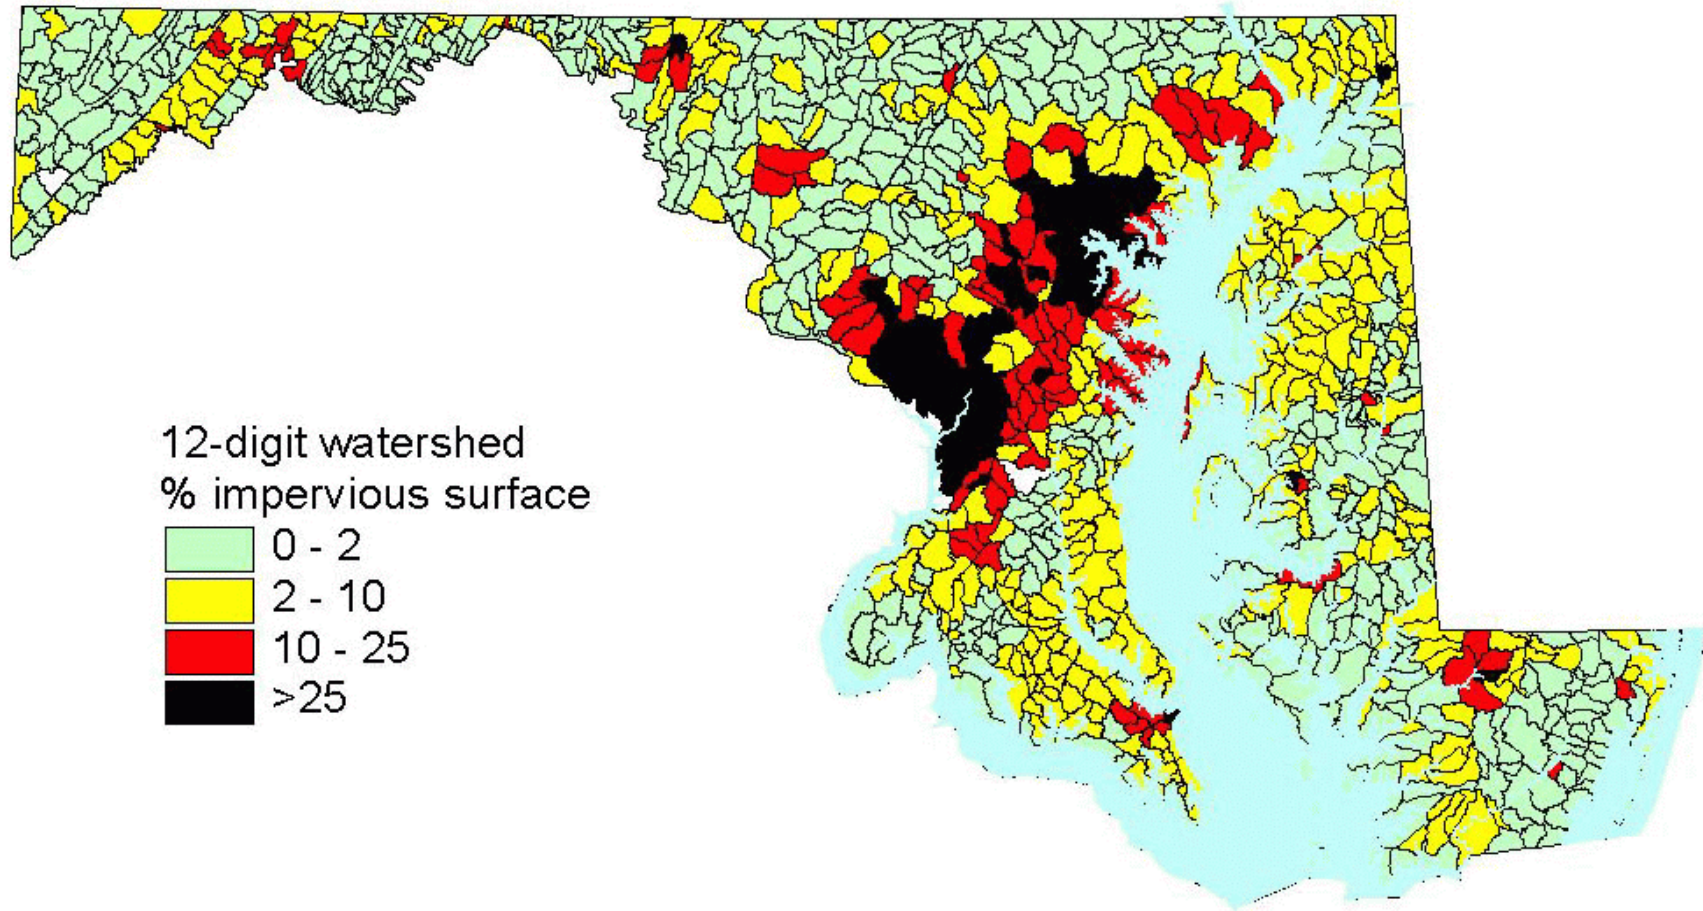 12-digit watershed
% impervious surface
0 - 2
2 - 10
10 - 25
>25